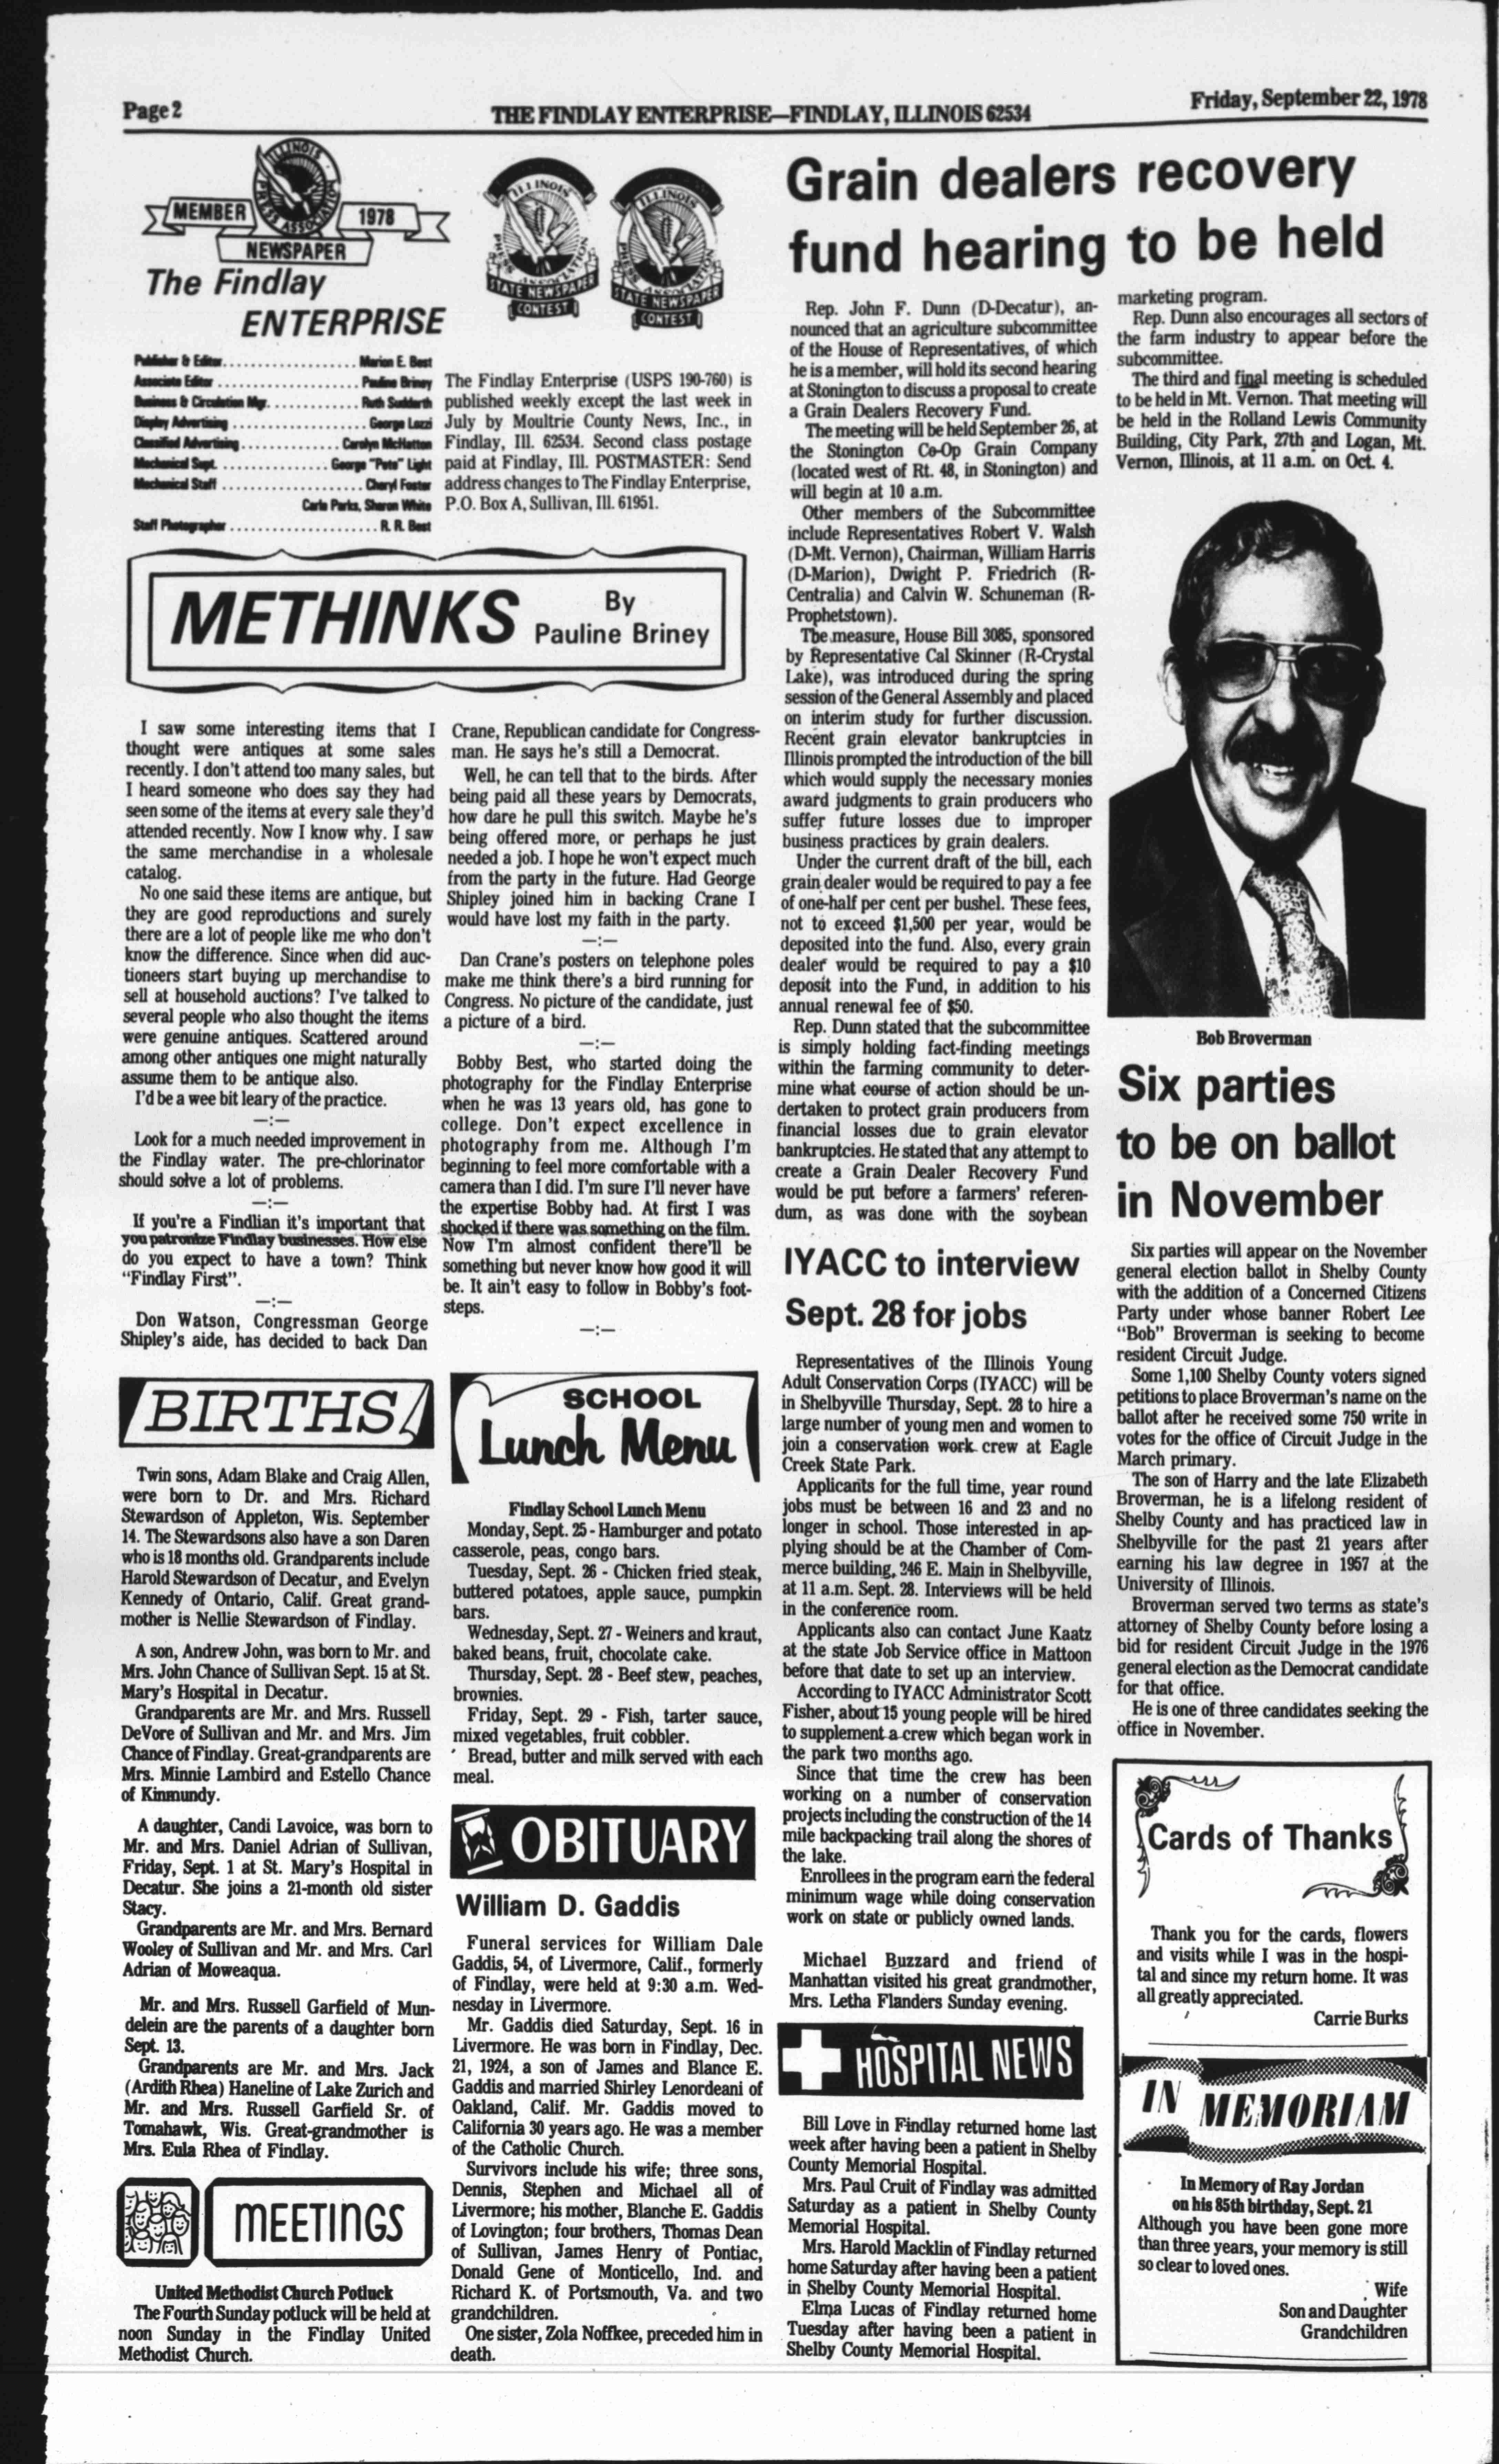 Page 2
THE FINDLAY ENTERPRISE—FINDLAY, ILLINOIS 62534
Friday, September 22, 1978
ILLINOIS
PRESS ASSOCIATION
MEMBER
1978
NEWSPAPER
The Findlay
ENTERPRISE
ILLINOIS
PRESS ASSOCIATION
STATE NEWSPAPER
CONTEST
ILLINOIS
PRESS ASSOCIATION
STATE NEWSPAPER
CONTEST
Publisher & Editor. . . . . . . . . . . . . . . . . . Marion E. Best
Associate Editor . . . . . . . . . . . . . . . . . . Pauline Briney
Business & Circulation Mgr. . . . . . . . . . . . Ruth Sudderth
Display Advertising . . . . . . . . . . . . . . . . . George Lozzi
Classified Advertising. . . . . . . . . . . . . Carolyn McHatton
Mechanical Supt. . . . . . . . . . . . . . George "Pete" Light
Mechanical Staff . . . . . . . . . . . . . . . . . . Cheryl Foster
Carla Parks, Sharon White
Staff Photographer . . . . . . . . . . . . . . . . . . . R. R. Best
The Findlay Enterprise (USPS 190-760) is
published weekly except the last week in
July by Moultrie County News, Inc., in
Findlay, Ill. 62534. Second class postage
paid at Findlay, Ill. POSTMASTER: Send
address changes to The Findlay Enterprise,
P.O. Box A, Sullivan, Ill. 61951.
METHINKS
By
Pauline Briney
I saw some interesting items that I
thought were antiques at some sales
recently. I don't attend too many sales, but
I heard someone who does say they had
seen some of the items at every sale they'd
attended recently. Now I know why. I saw
the same merchandise in a wholesale
catalog.
No one said these items are antique, but
they are good reproductions and surely
there are a lot of people like me who don't
know the difference. Since when did auc-
tioneers start buying up merchandise to
sell at household auctions? I've talked to
several people who also thought the items
were genuine antiques. Scattered around
among other antiques one might naturally
assume them to be antique also.
I'd be a wee bit leary of the practice.
—:—
Look for a much needed improvement in
the Findlay water. The pre-chlorinator
should solve a lot of problems.
—:—
If you're a Findlian it's important that
you patronize Findlay businesses. How else
do you expect to have a town? Think
"Findlay First".
—:—
Don Watson, Congressman George
Shipley's aide, has decided to back Dan
Crane, Republican candidate for Congress-
man. He says he's still a Democrat.
Well, he can tell that to the birds. After
being paid all these years by Democrats,
how dare he pull this switch. Maybe he's
being offered more, or perhaps he just
needed a job. I hope he won't expect much
from the party in the future. Had George
Shipley joined him in backing Crane I
would have lost my faith in the party.
—:—
Dan Crane's posters on telephone poles
make me think there's a bird running for
Congress. No picture of the candidate, just
a picture of a bird.
—:—
Bobby Best, who started doing the
photography for the Findlay Enterprise
when he was 13 years old, has gone to
college. Don't expect excellence in
photography from me. Although I'm
beginning to feel more comfortable with a
camera than I did. I'm sure I'll never have
the expertise Bobby had. At first I was
shocked if there was something on the film.
Now I'm almost confident there'll be
something but never know how good it will
be. It ain't easy to follow in Bobby's foot-
steps.
—:—
BIRTHS
Twin sons, Adam Blake and Craig Allen,
were born to Dr. and Mrs. Richard
Stewardson of Appleton, Wis. September
14. The Stewardsons also have a son Daren
who is 18 months old. Grandparents include
Harold Stewardson of Decatur, and Evelyn
Kennedy of Ontario, Calif. Great grand-
mother is Nellie Stewardson of Findlay.
A son, Andrew John, was born to Mr. and
Mrs. John Chance of Sullivan Sept. 15 at St.
Mary's Hospital in Decatur.
Grandparents are Mr. and Mrs. Russell
DeVore of Sullivan and Mr. and Mrs. Jim
Chance of Findlay. Great-grandparents are
Mrs. Minnie Lambird and Estello Chance
of Kinmundy.
A daughter, Candi Lavoice, was born to
Mr. and Mrs. Daniel Adrian of Sullivan,
Friday, Sept. 1 at St. Mary's Hospital in
Decatur. She joins a 21-month old sister
Stacy.
Grandparents are Mr. and Mrs. Bernard
Wooley of Sullivan and Mr. and Mrs. Carl
Adrian of Moweaqua.
Mr. and Mrs. Russell Garfield of Mun-
delein are the parents of a daughter born
Sept. 13.
Grandparents are Mr. and Mrs. Jack
(Ardith Rhea) Haneline of Lake Zurich and
Mr. and Mrs. Russell Garfield Sr. of
Tomahawk, Wis. Great-grandmother is
Mrs. Eula Rhea of Findlay.
MEETINGS
United Methodist Church Potluck
The Fourth Sunday potluck will be held at
noon Sunday in the Findlay United
Methodist Church.
SCHOOL
Lunch Menu
Findlay School Lunch Menu
Monday, Sept. 25 - Hamburger and potato
casserole, peas, congo bars.
Tuesday, Sept. 26 - Chicken fried steak,
buttered potatoes, apple sauce, pumpkin
bars.
Wednesday, Sept. 27 - Weiners and kraut,
baked beans, fruit, chocolate cake.
Thursday, Sept. 28 - Beef stew, peaches,
brownies.
Friday, Sept. 29 - Fish, tarter sauce,
mixed vegetables, fruit cobbler.
Bread, butter and milk served with each
meal.
OBITUARY
William D. Gaddis
Funeral services for William Dale
Gaddis, 54, of Livermore, Calif., formerly
of Findlay, were held at 9:30 a.m. Wed-
nesday in Livermore.
Mr. Gaddis died Saturday, Sept. 16 in
Livermore. He was born in Findlay, Dec.
21, 1924, a son of James and Blance E.
Gaddis and married Shirley Lenordeani of
Oakland, Calif. Mr. Gaddis moved to
California 30 years ago. He was a member
of the Catholic Church.
Survivors include his wife; three sons,
Dennis, Stephen and Michael all of
Livermore; his mother, Blanche E. Gaddis
of Lovington; four brothers, Thomas Dean
of Sullivan, James Henry of Pontiac,
Donald Gene of Monticello, Ind. and
Richard K. of Portsmouth, Va. and two
grandchildren.
One sister, Zola Noffkee, preceded him in
death.
Grain dealers recovery
fund hearing to be held
Rep. John F. Dunn (D-Decatur), an-
nounced that an agriculture subcommittee
of the House of Representatives, of which
he is a member, will hold its second hearing
at Stonington to discuss a proposal to create
a Grain Dealers Recovery Fund.
The meeting will be held September 26, at
the Stonington Co-Op Grain Company
(located west of Rt. 48, in Stonington) and
will begin at 10 a.m.
Other members of the Subcommittee
include Representatives Robert V. Walsh
(D-Mt. Vernon), Chairman, William Harris
(D-Marion), Dwight P. Friedrich (R-
Centralia) and Calvin W. Schuneman (R-
Prophetstown).
The measure, House Bill 3085, sponsored
by Representative Cal Skinner (R-Crystal
Lake), was introduced during the spring
session of the General Assembly and placed
on interim study for further discussion.
Recent grain elevator bankruptcies in
Illinois prompted the introduction of the bill
which would supply the necessary monies
award judgments to grain producers who
suffer future losses due to improper
business practices by grain dealers.
Under the current draft of the bill, each
grain dealer would be required to pay a fee
of one-half per cent per bushel. These fees,
not to exceed $1,500 per year, would be
deposited into the fund. Also, every grain
dealer would be required to pay a $10
deposit into the Fund, in addition to his
annual renewal fee of $50.
Rep. Dunn stated that the subcommittee
is simply holding fact-finding meetings
within the farming community to deter-
mine what course of action should be un-
dertaken to protect grain producers from
financial losses due to grain elevator
bankruptcies. He stated that any attempt to
create a Grain Dealer Recovery Fund
would be put before a farmers' referen-
dum, as was done with the soybean
marketing program.
Rep. Dunn also encourages all sectors of
the farm industry to appear before the
subcommittee.
The third and final meeting is scheduled
to be held in Mt. Vernon. That meeting will
be held in the Rolland Lewis Community
Building, City Park, 27th and Logan, Mt.
Vernon, Illinois, at 11 a.m. on Oct. 4.
IYACC to interview
Sept. 28 for jobs
Representatives of the Illinois Young
Adult Conservation Corps (IYACC) will be
in Shelbyville Thursday, Sept. 28 to hire a
large number of young men and women to
join a conservation work crew at Eagle
Creek State Park.
Applicants for the full time, year round
jobs must be between 16 and 23 and no
longer in school. Those interested in ap-
plying should be at the Chamber of Com-
merce building, 246 E. Main in Shelbyville,
at 11 a.m. Sept. 28. Interviews will be held
in the conference room.
Applicants also can contact June Kaatz
at the state Job Service office in Mattoon
before that date to set up an interview.
According to IYACC Administrator Scott
Fisher, about 15 young people will be hired
to supplement a crew which began work in
the park two months ago.
Since that time the crew has been
working on a number of conservation
projects including the construction of the 14
mile backpacking trail along the shores of
the lake.
Enrollees in the program earn the federal
minimum wage while doing conservation
work on state or publicly owned lands.
Michael Buzzard and friend of
Manhattan visited his great grandmother,
Mrs. Letha Flanders Sunday evening.
HOSPITAL NEWS
Bill Love in Findlay returned home last
week after having been a patient in Shelby
County Memorial Hospital.
Mrs. Paul Cruit of Findlay was admitted
Saturday as a patient in Shelby County
Memorial Hospital.
Mrs. Harold Macklin of Findlay returned
home Saturday after having been a patient
in Shelby County Memorial Hospital.
Elma Lucas of Findlay returned home
Tuesday after having been a patient in
Shelby County Memorial Hospital.
Bob Broverman
Six parties
to be on ballot
in November
Six parties will appear on the November
general election ballot in Shelby County
with the addition of a Concerned Citizens
Party under whose banner Robert Lee
"Bob" Broverman is seeking to become
resident Circuit Judge.
Some 1,100 Shelby County voters signed
petitions to place Broverman's name on the
ballot after he received some 750 write in
votes for the office of Circuit Judge in the
March primary.
The son of Harry and the late Elizabeth
Broverman, he is a lifelong resident of
Shelby County and has practiced law in
Shelbyville for the past 21 years after
earning his law degree in 1957 at the
University of Illinois.
Broverman served two terms as state's
attorney of Shelby County before losing a
bid for resident Circuit Judge in the 1976
general election as the Democrat candidate
for that office.
He is one of three candidates seeking the
office in November.
Cards of Thanks
Thank you for the cards, flowers
and visits while I was in the hospi-
tal and since my return home. It was
all greatly appreciated.
Carrie Burks
IN MEMORIAM
In Memory of Ray Jordan
on his 85th birthday, Sept. 21
Although you have been gone more
than three years, your memory is still
so clear to loved ones.
Wife
Son and Daughter
Grandchildren